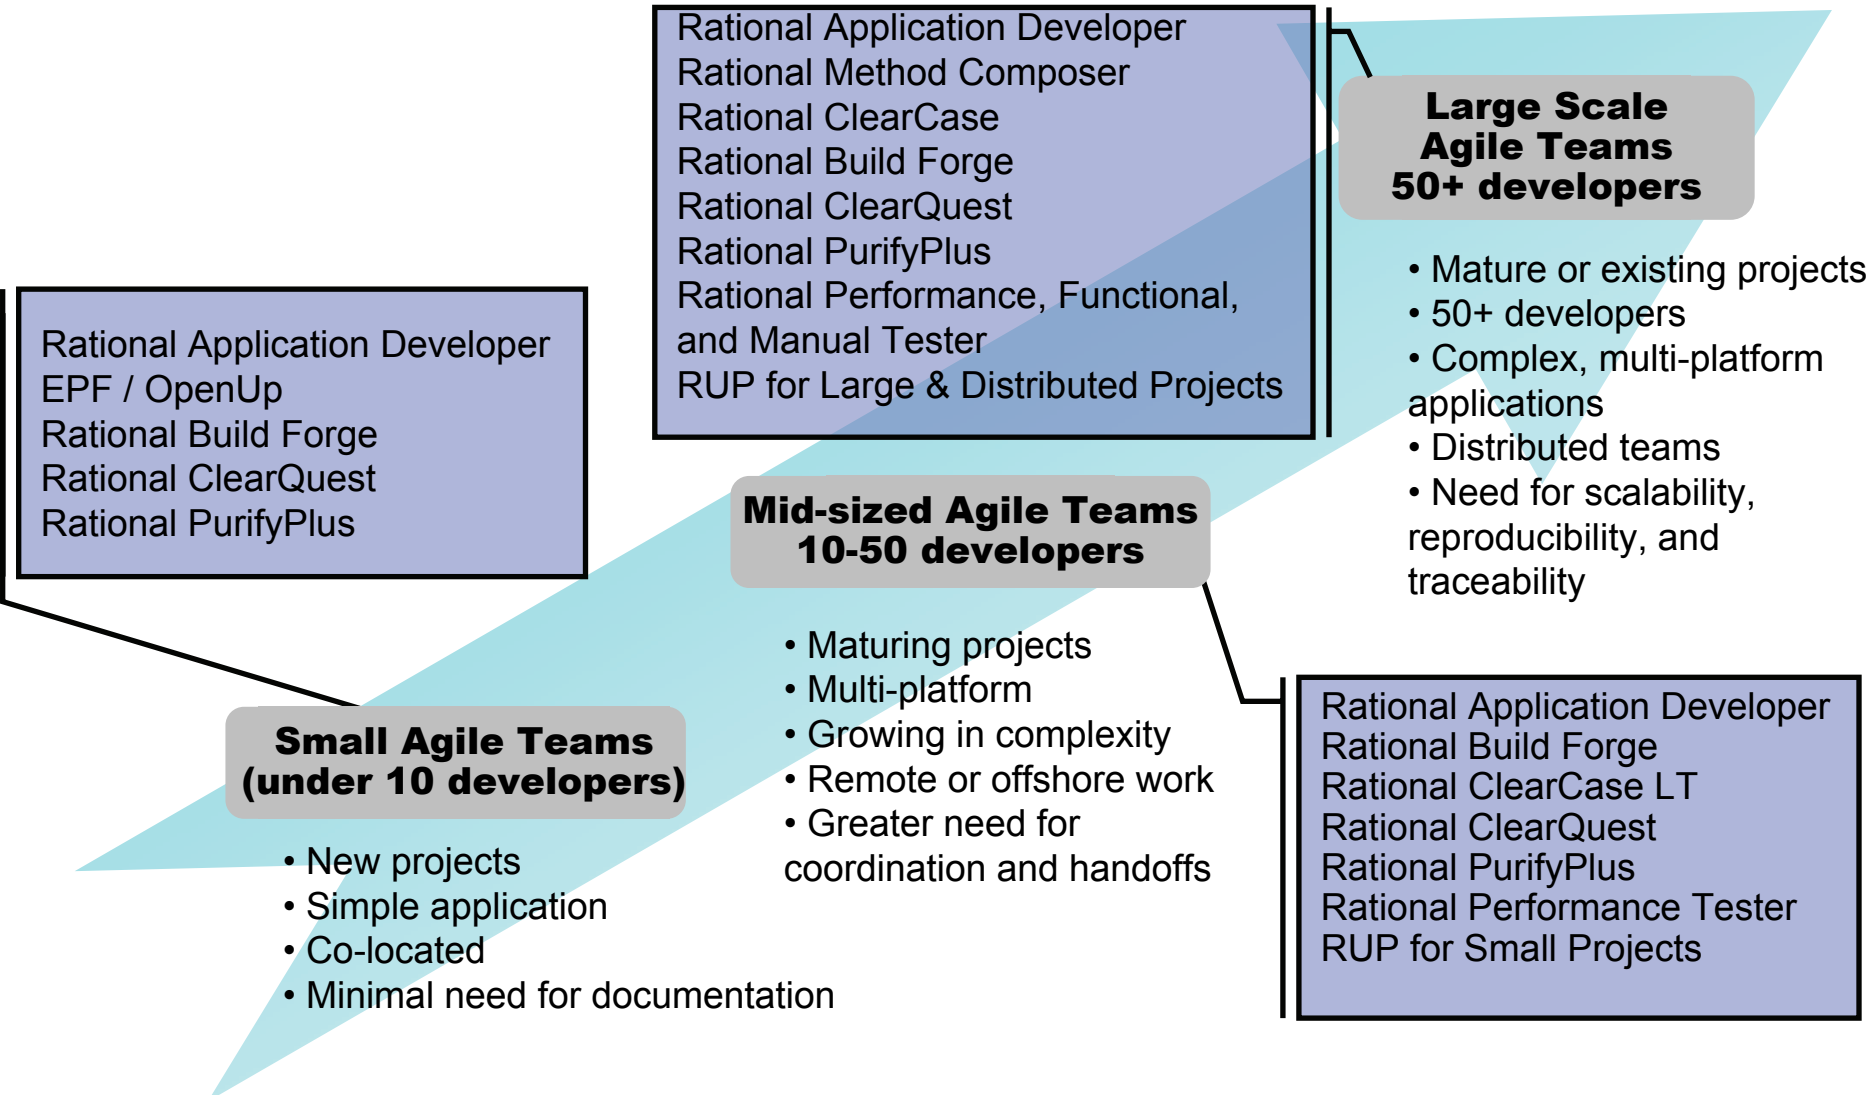 Rational Application Developer
Rational Method Composer
Rational ClearCase
Rational Build Forge
Rational ClearQuest
Rational PurifyPlus
Rational Performance, Functional,
and Manual Tester
RUP for Large & Distributed Projects
Large Scale
Agile Teams
50+ developers
• Mature or existing projects
• 50+ developers
• Complex, multi-platform
applications
• Distributed teams
• Need for scalability,
reproducibility, and
traceability
Rational Application Developer
EPF / OpenUp
Rational Build Forge
Rational ClearQuest
Rational PurifyPlus
Mid-sized Agile Teams
10-50 developers
• Maturing projects
• Multi-platform
• Growing in complexity
• Remote or offshore work
• Greater need for
coordination and handoffs
Rational Application Developer
Rational Build Forge
Rational ClearCase LT
Rational ClearQuest
Rational PurifyPlus
Rational Performance Tester
RUP for Small Projects
Small Agile Teams
(under 10 developers)
• New projects
• Simple application
• Co-located
• Minimal need for documentation